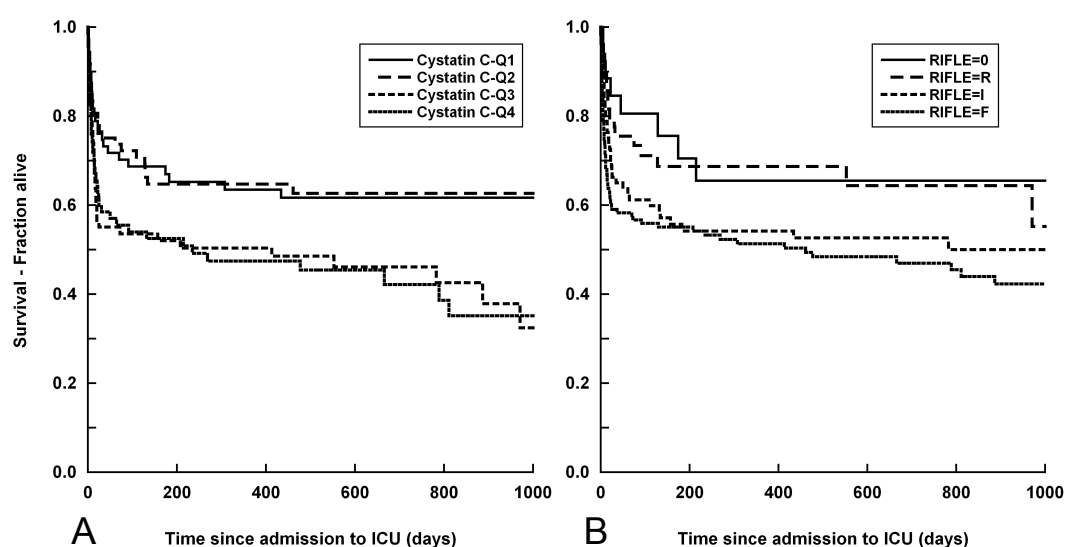 1.0
0.8
0.6
0.4
0.2
0.0
Survival - Fraction alive
Cystatin C-Q1
Cystatin C-Q2
Cystatin C-Q3
Cystatin C-Q4
0 200 400 600 800 1000
A Time since admission to ICU (days)
1.0
0.8
0.6
0.4
0.2
0.0
RIFLE=0
RIFLE=R
RIFLE=I
RIFLE=F
0 200 400 600 800 1000
B Time since admission to ICU (days)